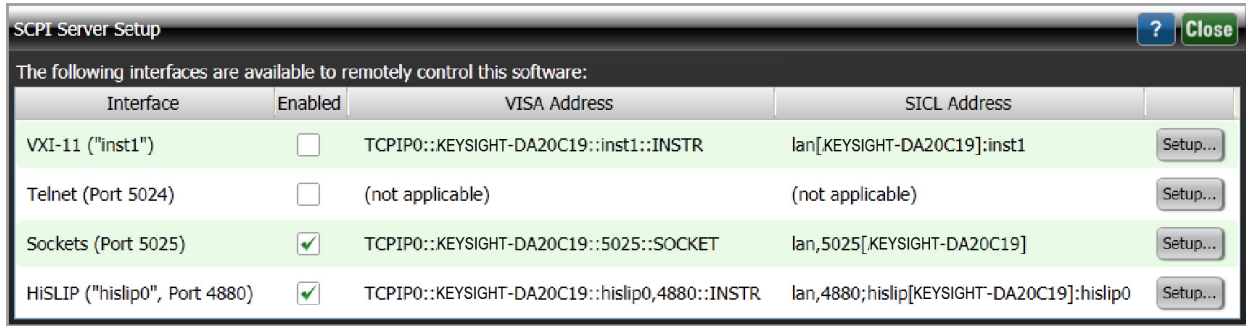 SCPI Server Setup ? Close
The following interfaces are available to remotely control this software:
Interface Enabled VISA Address SICL Address
VXI-11 ("inst1") TCPIP0::KEYSIGHT-DA20C19::inst1::INSTR lan[KEYSIGHT-DA20C19]:inst1 Setup...
Telnet (Port 5024) (not applicable) (not applicable) Setup...
Sockets (Port 5025) TCPIP0::KEYSIGHT-DA20C19::5025::SOCKET lan,5025[KEYSIGHT-DA20C19] Setup...
HiSLIP ("hislip0", Port 4880) TCPIP0::KEYSIGHT-DA20C19::hislip0,4880::INSTR lan,4880;hislip[KEYSIGHT-DA20C19]:hislip0 Setup...